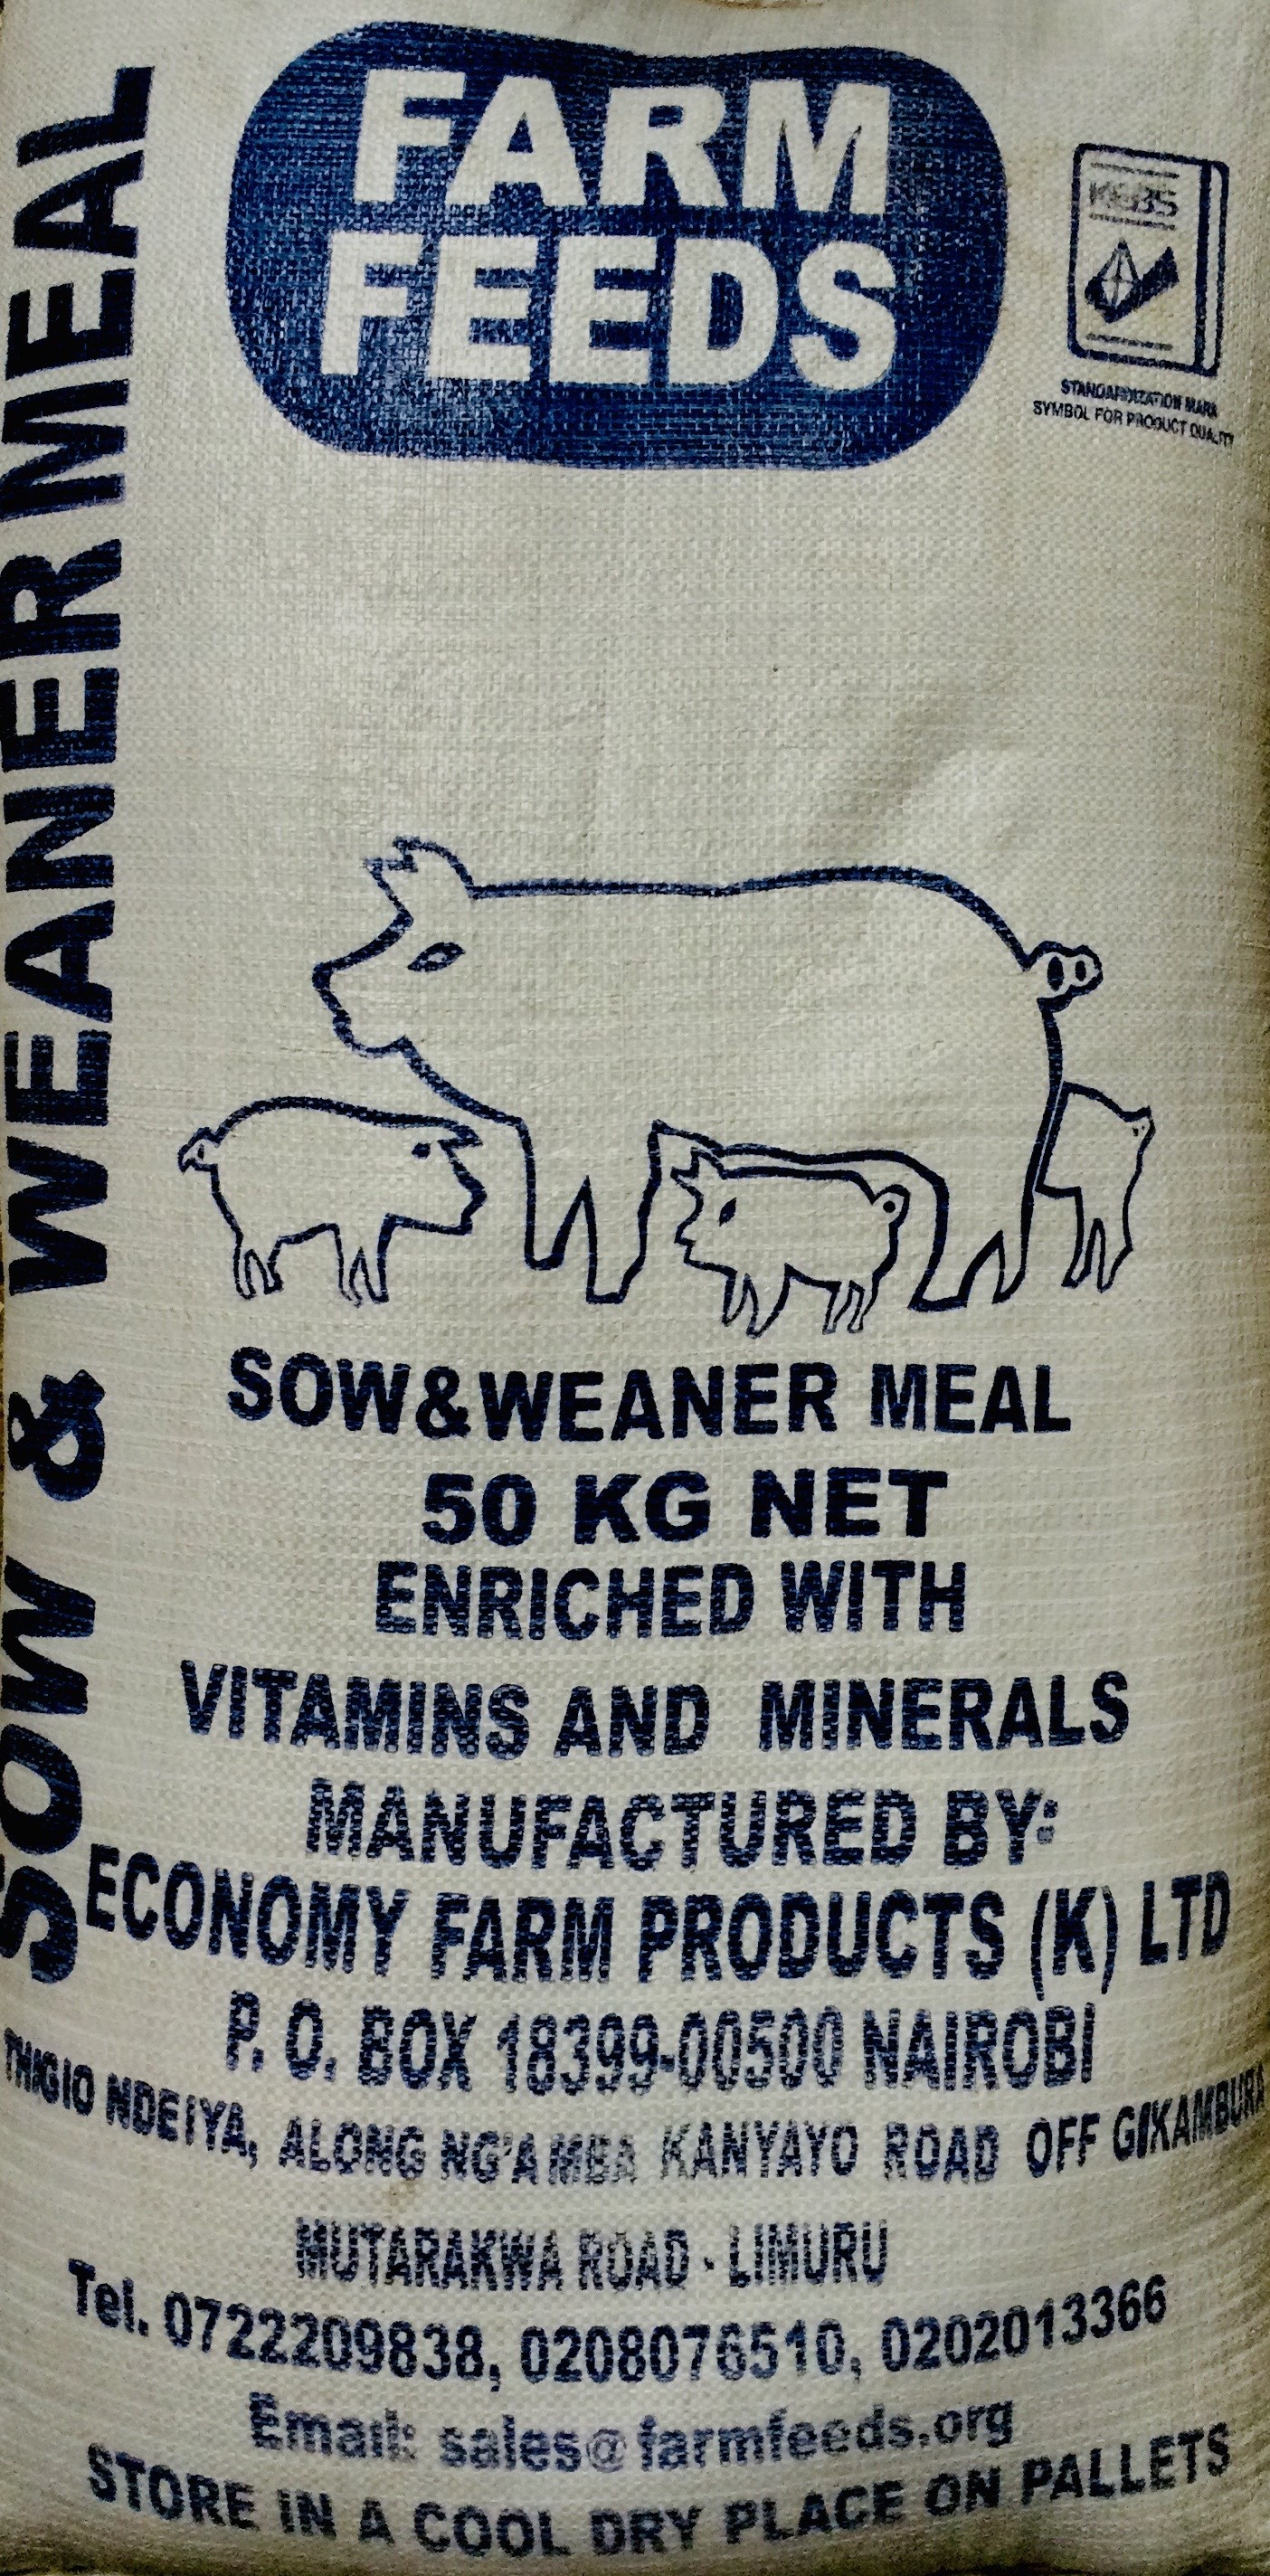 FARM
FEEDS
KEBS
STANDARDIZATION MARK
SYMBOL FOR PRODUCT QUALITY
SOW & WEANER MEAL
SOW&WEANER MEAL
50 KG NET
ENRICHED WITH
VITAMINS AND MINERALS
MANUFACTURED BY:
ECONOMY FARM PRODUCTS (K) LTD
P. O. BOX 18399-00500 NAIROBI
THIGIO NDEIYA, ALONG NG'AMBA KANYAYO ROAD OFF GIKAMBURA
MUTARAKWA ROAD - LIMURU
Tel. 0722209838, 0208076510, 0202013366
Email: sales@farmfeeds.org
STORE IN A COOL DRY PLACE ON PALLETS